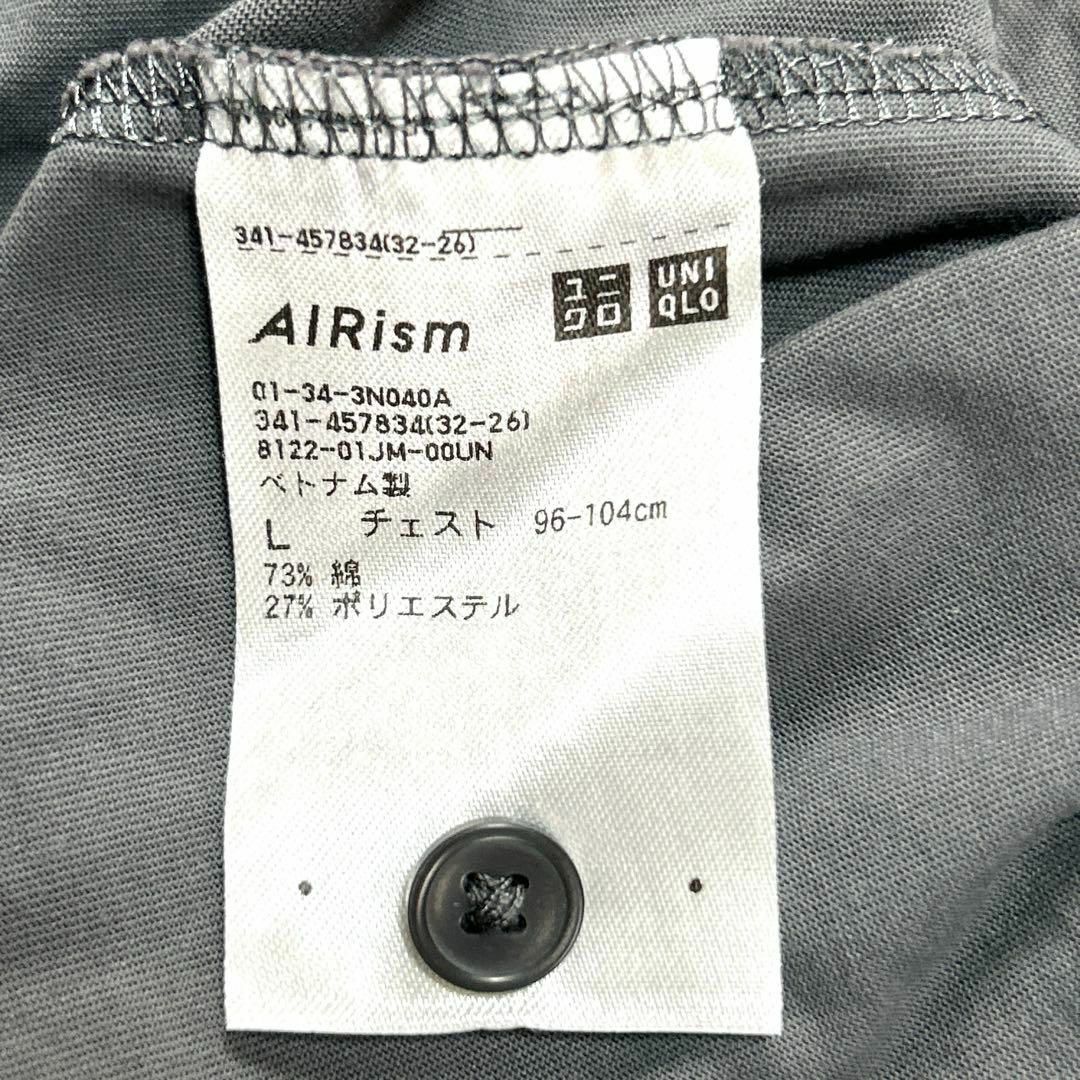 341-457834(32-26)
ユニ
クロ
UNI
QLO
AIRism
01-34-3N040A
341-457834(32-26)
8122-01JM-00UN
ベトナム製
L チェスト 96-104cm
73% 綿
27% ポリエステル